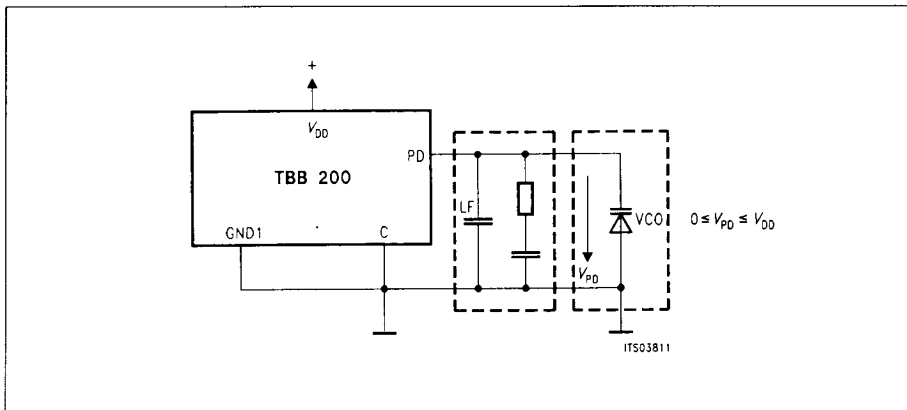 +
V_DD
PD
TBB 200
LF
VCO
0 ≤ V_PD ≤ V_DD
GND1
C
V_PD
ITS03811